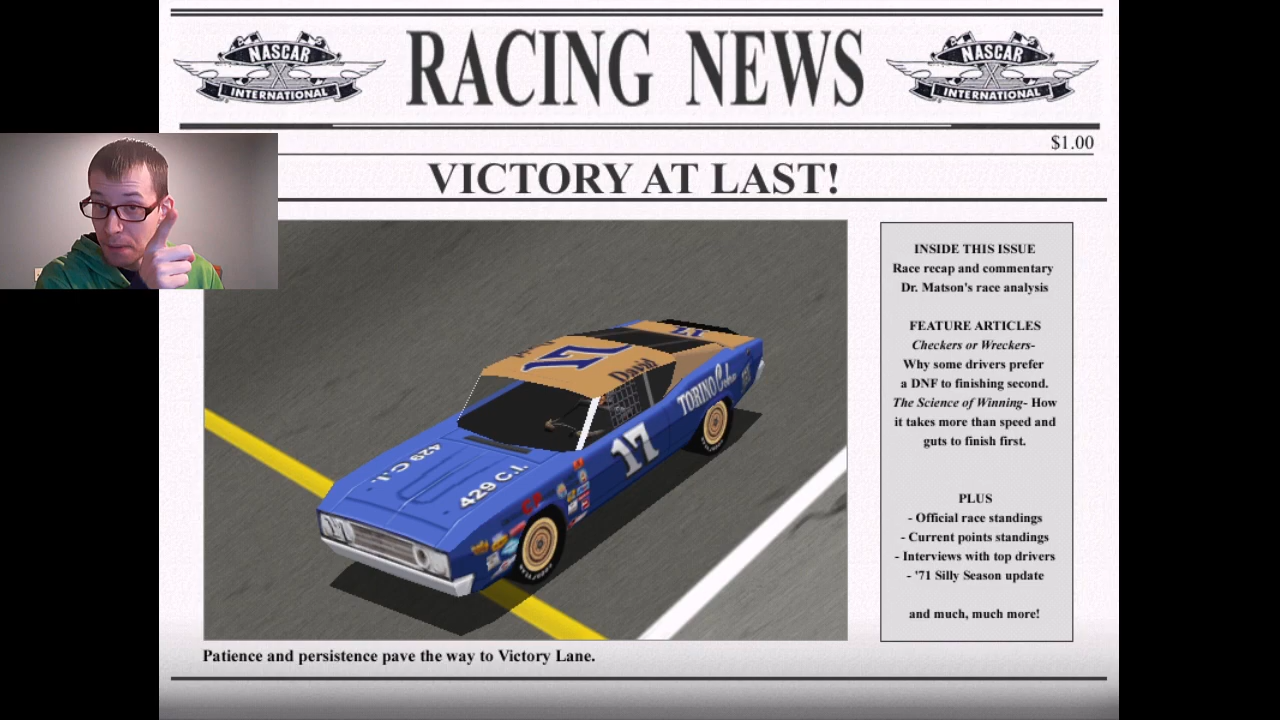 NASCAR
INTERNATIONAL
RACING NEWS
NASCAR
INTERNATIONAL
$1.00
VICTORY AT LAST!
17
17
David
TORINO Cobra
17
429 C.I.
429 C.I.
INSIDE THIS ISSUE
Race recap and commentary
Dr. Matson's race analysis
FEATURE ARTICLES
Checkers or Wreckers-
Why some drivers prefer
a DNF to finishing second.
The Science of Winning- How
it takes more than speed and
guts to finish first.
PLUS
- Official race standings
- Current points standings
- Interviews with top drivers
- '71 Silly Season update
and much, much more!
Patience and persistence pave the way to Victory Lane.